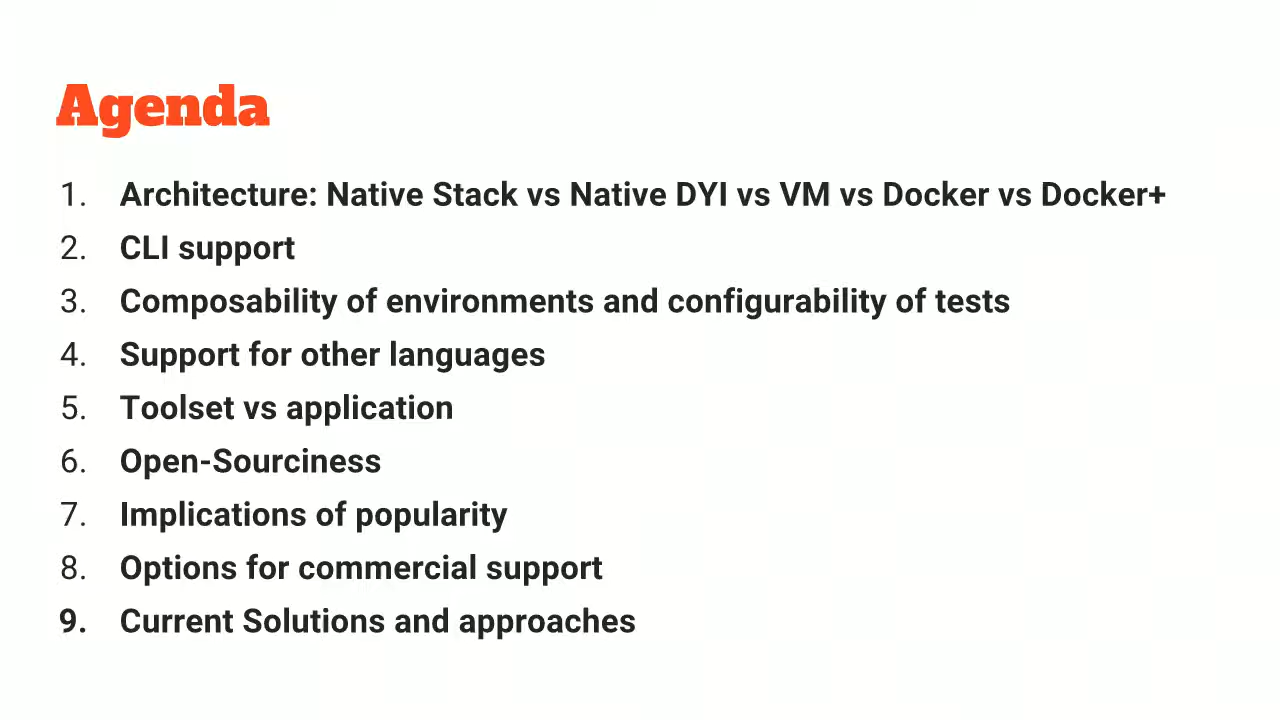 Agenda
1. Architecture: Native Stack vs Native DYI vs VM vs Docker vs Docker+
2. CLI support
3. Composability of environments and configurability of tests
4. Support for other languages
5. Toolset vs application
6. Open-Sourciness
7. Implications of popularity
8. Options for commercial support
9. Current Solutions and approaches